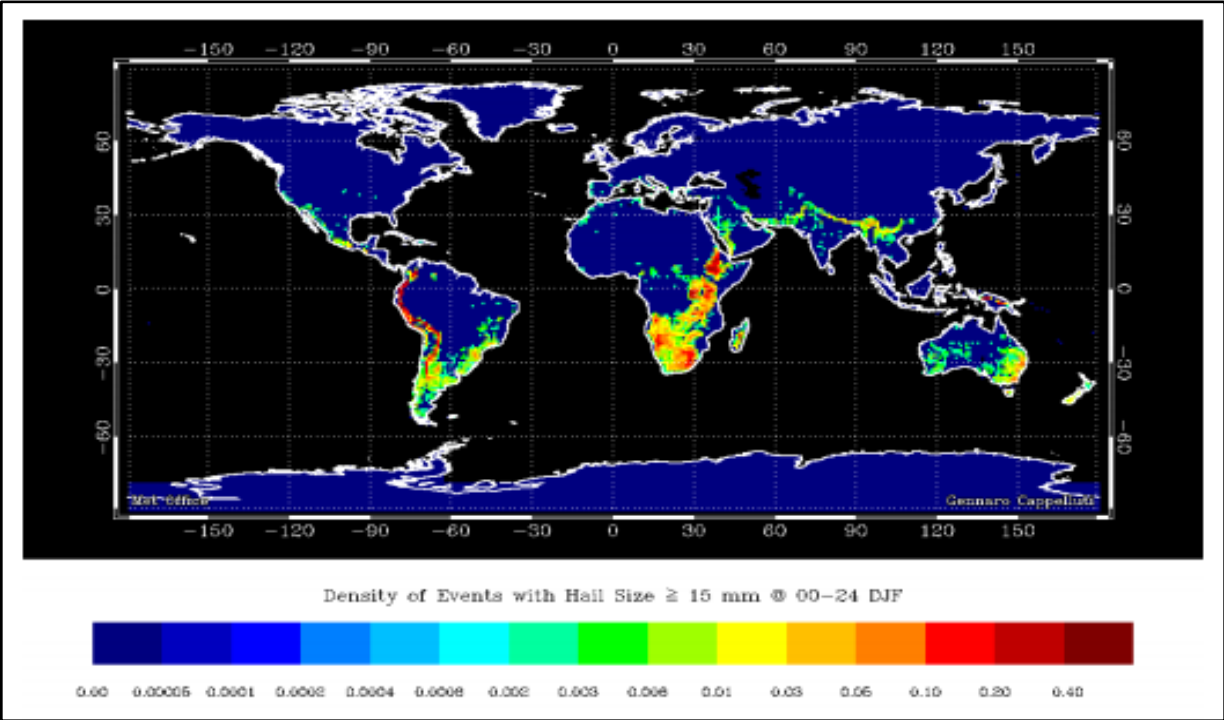 −150 −120 −90 −60 −30 0 30 60 90 120 150
60 60
30 30
0 0
−30 −30
−60 −60
Met Office Gennaro Cappelluti
−150 −120 −90 −60 −30 0 30 60 90 120 150
Density of Events with Hail Size ≥ 15 mm @ 00−24 DJF
0.00 0.00005 0.0001 0.0002 0.0004 0.0008 0.002 0.003 0.006 0.01 0.03 0.05 0.10 0.20 0.40